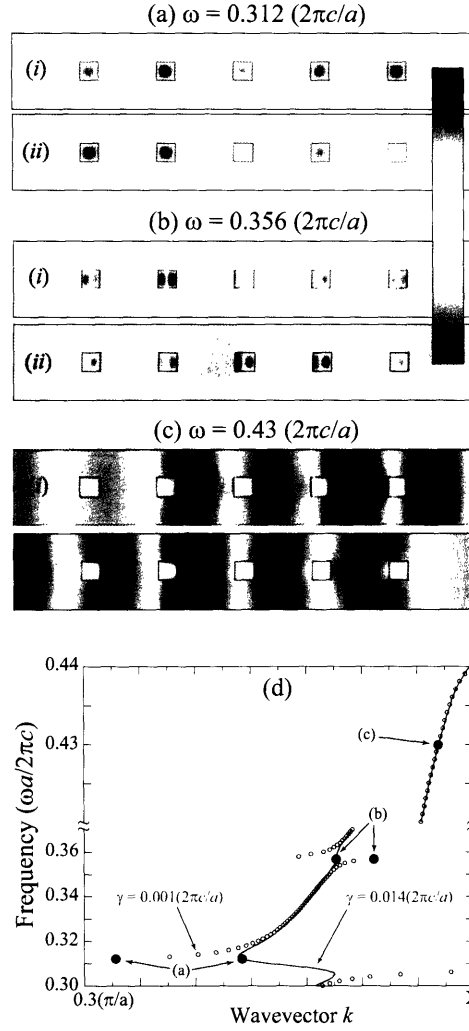 (a) ω = 0.312 (2πc/a)
(i)
(ii)
(b) ω = 0.356 (2πc/a)
(i)
(ii)
(c) ω = 0.43 (2πc/a)
(d)
0.44
0.43
0.36
0.34
0.32
0.30
Frequency (ωa/2πc)
(c)
(b)
γ = 0.001(2πc/a)
γ = 0.014(2πc/a)
(a)
0.3(π/a)
X
Wavevector k